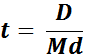 t = D / Md